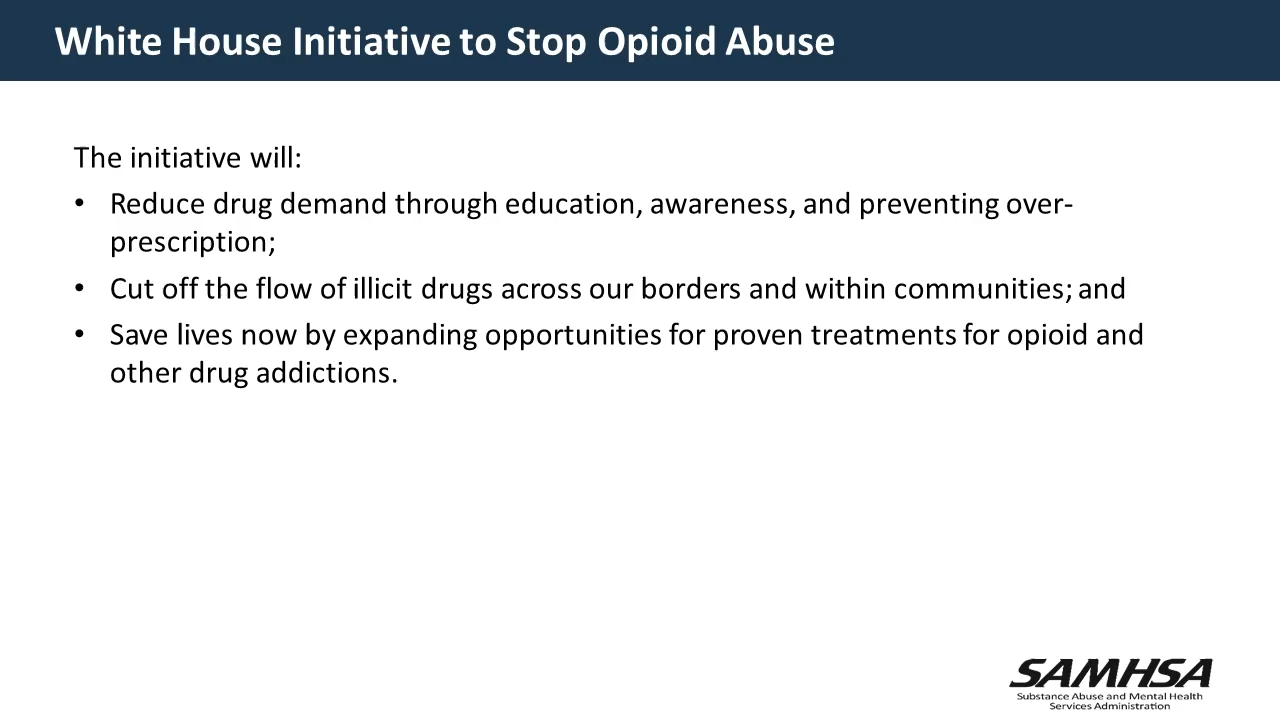 White House Initiative to Stop Opioid Abuse
The initiative will:
• Reduce drug demand through education, awareness, and preventing over-
prescription;
• Cut off the flow of illicit drugs across our borders and within communities; and
• Save lives now by expanding opportunities for proven treatments for opioid and
other drug addictions.
SAMHSA
Substance Abuse and Mental Health
Services Administration